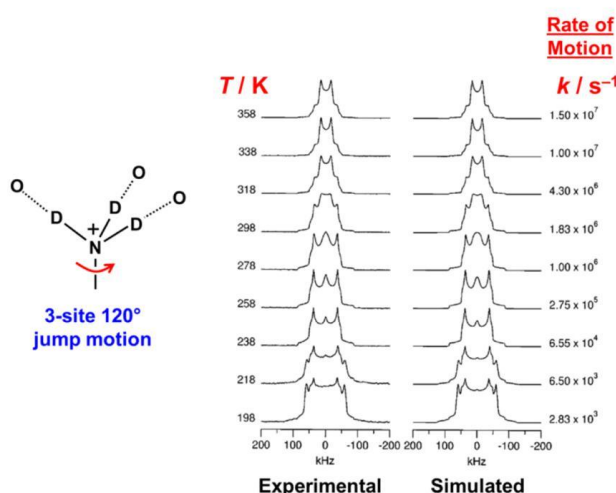 Rate of
Motion
T / K
k / s⁻¹
358
1.50 x 10⁷
338
1.00 x 10⁷
318
4.30 x 10⁶
298
1.83 x 10⁶
278
1.00 x 10⁶
258
2.75 x 10⁵
238
6.55 x 10⁴
218
6.50 x 10³
198
2.83 x 10³
O
O
O
D
D
D
+
N
3-site 120°
jump motion
200 100 0 -100 -200
200 100 0 -100 -200
kHz
kHz
Experimental
Simulated